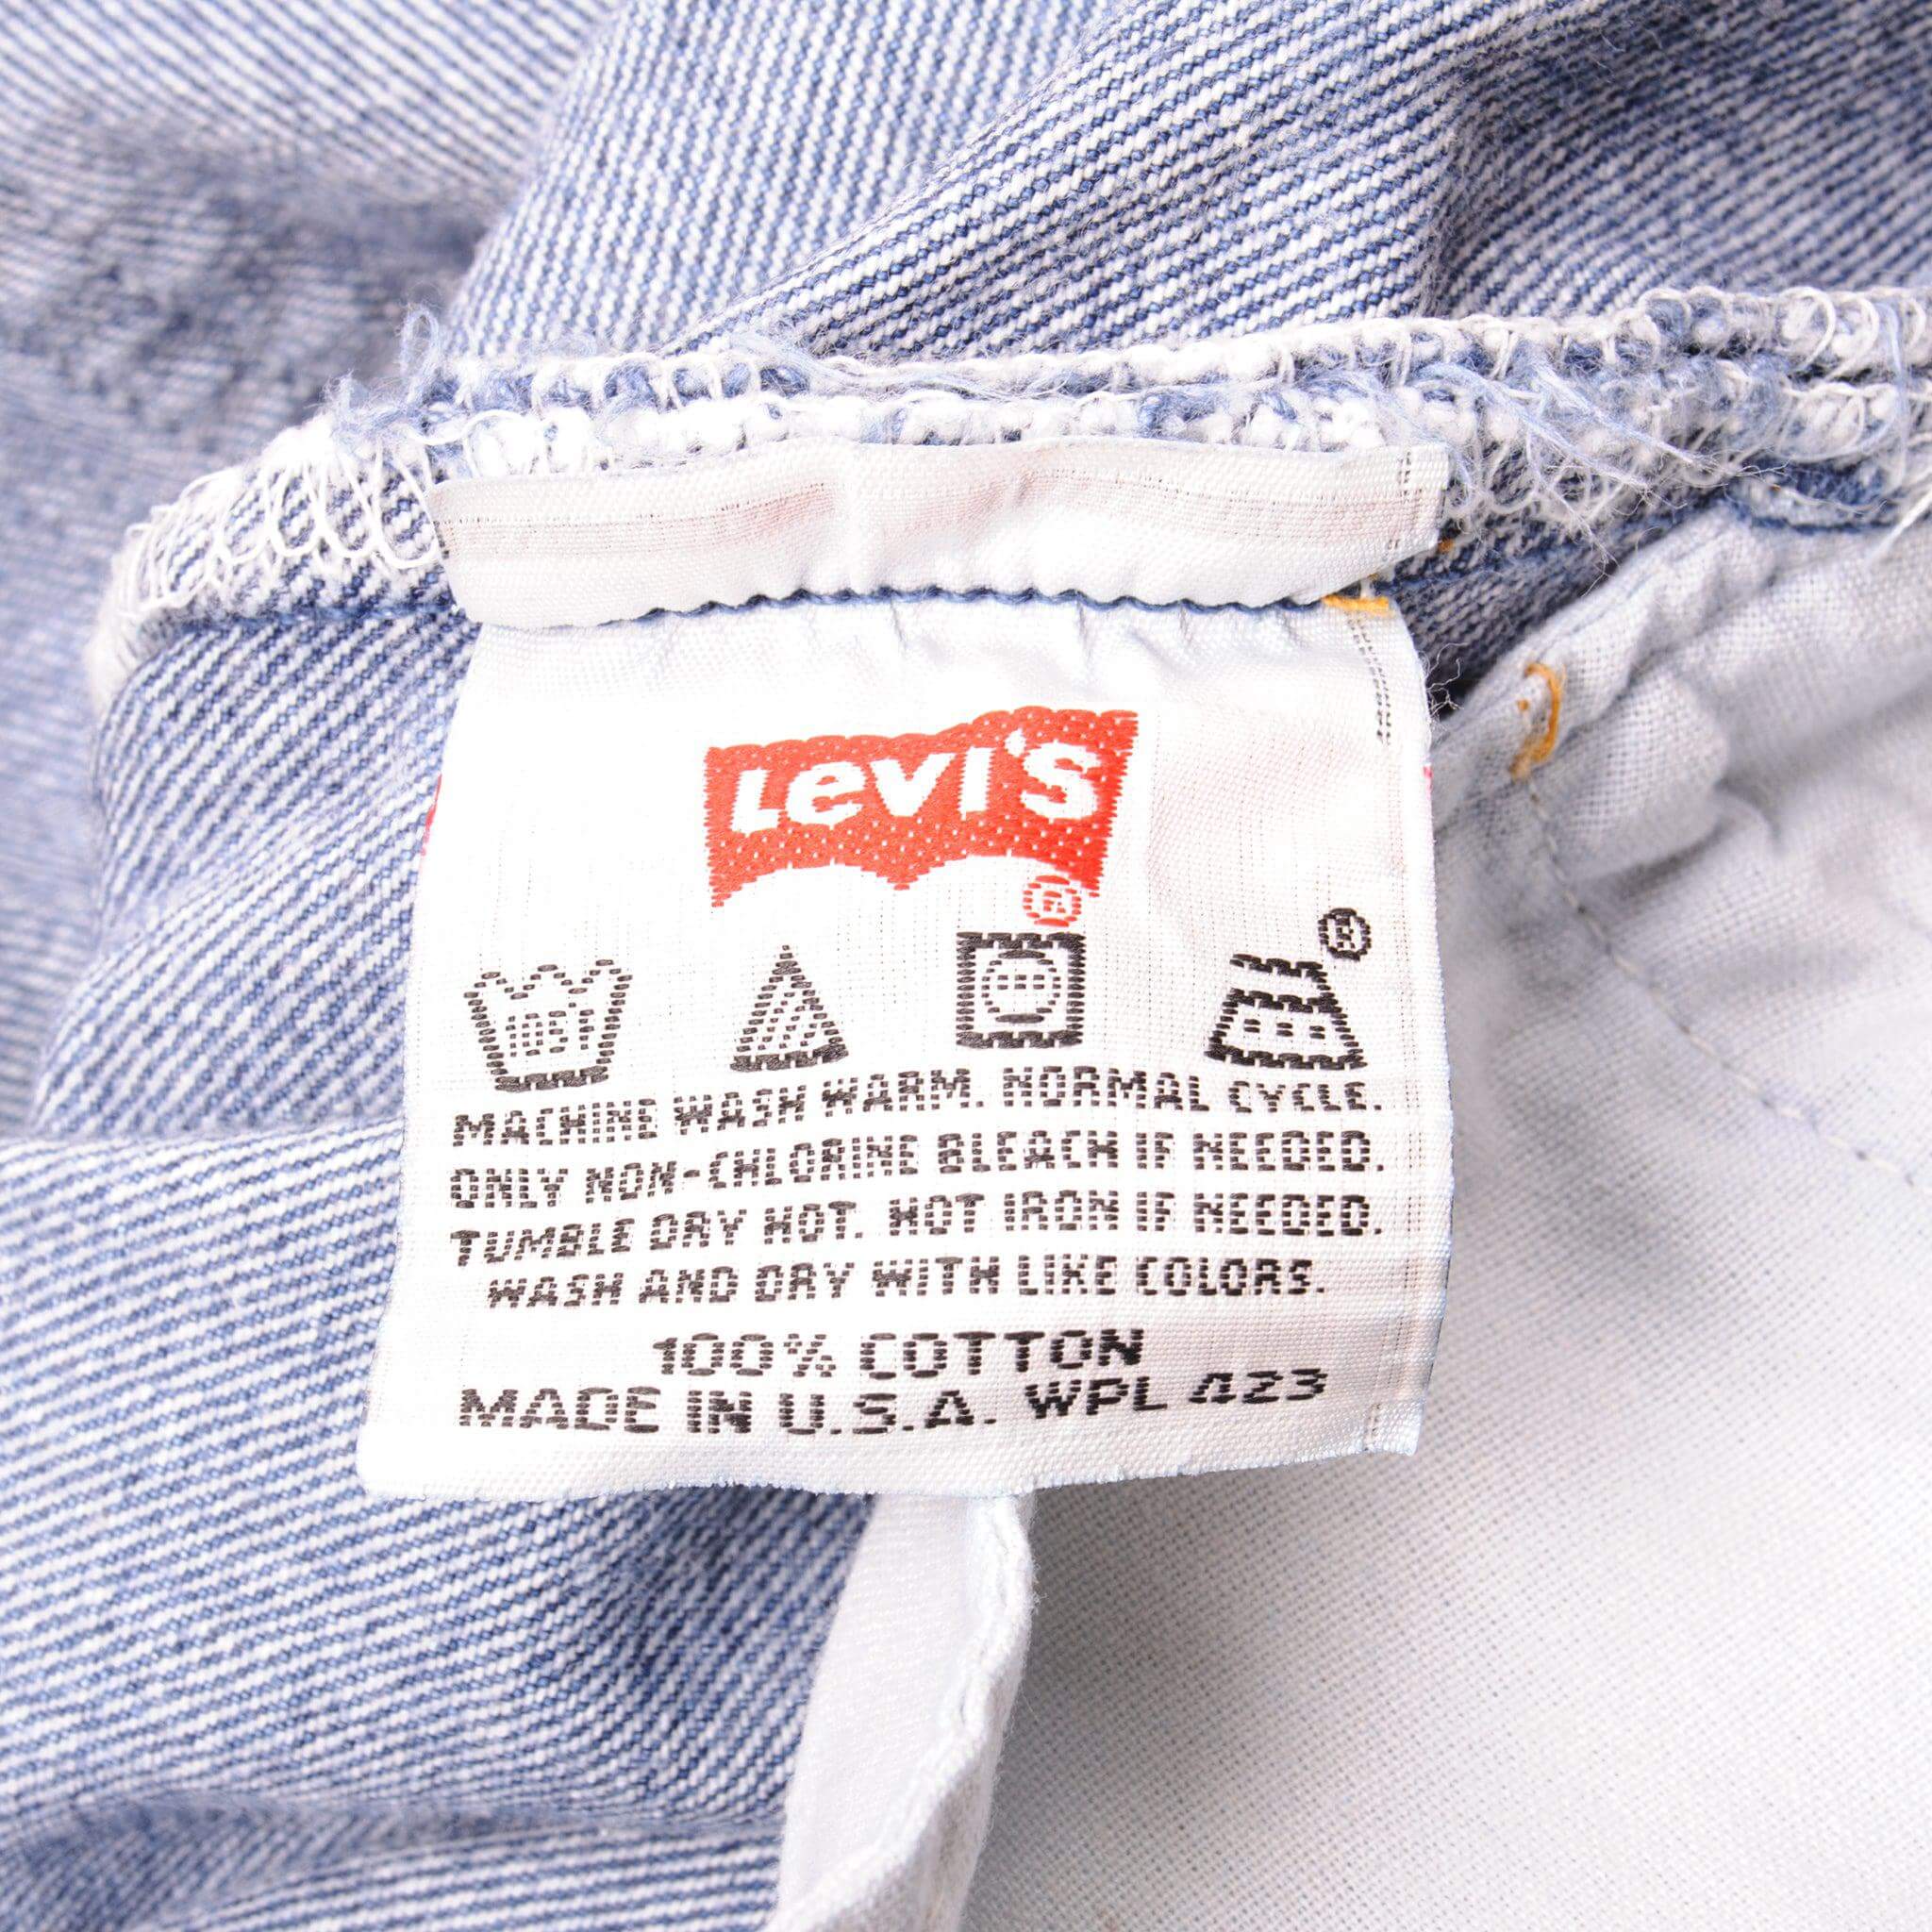 LEVI'S
®
105F
®
MACHINE WASH WARM. NORMAL CYCLE.
ONLY NON-CHLORINE BLEACH IF NEEDED.
TUMBLE DRY HOT. HOT IRON IF NEEDED.
WASH AND DRY WITH LIKE COLORS.
100% COTTON
MADE IN U.S.A. WPL 423